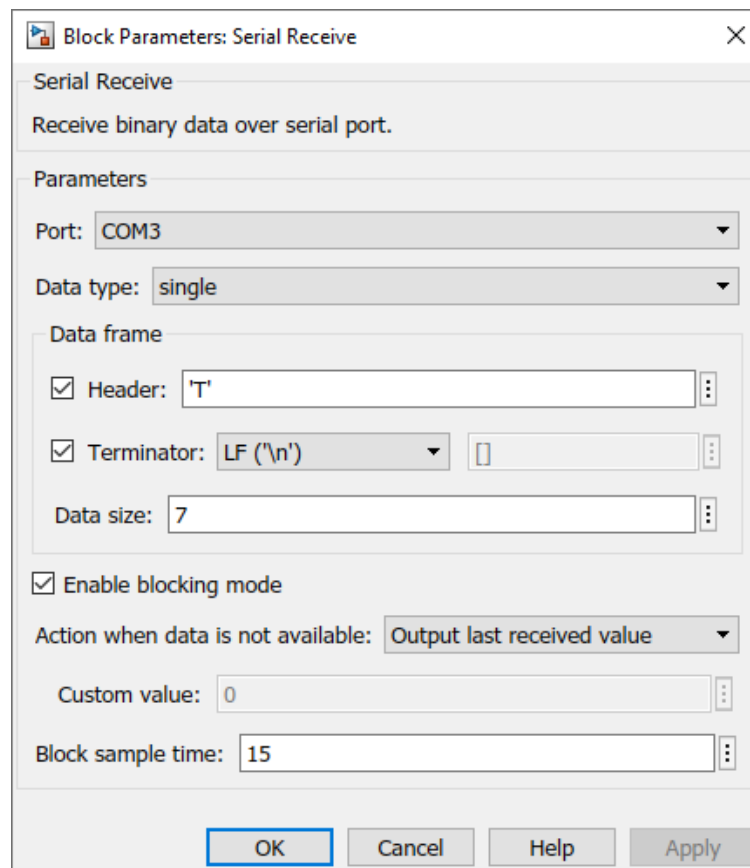 Block Parameters: Serial Receive
Serial Receive
Receive binary data over serial port.
Parameters
Port: COM3
Data type: single
Data frame
Header: 'T'
Terminator: LF ('\n') []
Data size: 7
Enable blocking mode
Action when data is not available: Output last received value
Custom value: 0
Block sample time: 15
OK Cancel Help Apply